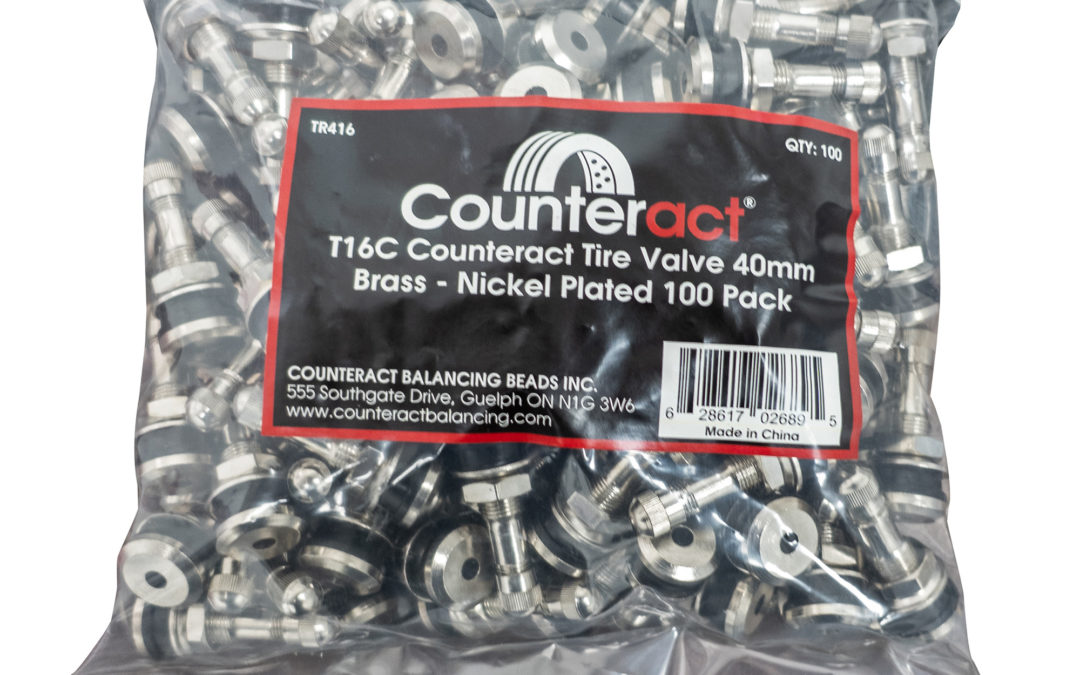 TR416
QTY: 100
Counteract®
T16C Counteract Tire Valve 40mm
Brass - Nickel Plated 100 Pack
COUNTERACT BALANCING BEADS INC.
555 Southgate Drive, Guelph ON N1G 3W6
www.counteractbalancing.com
6 28617 02689 5
Made in China